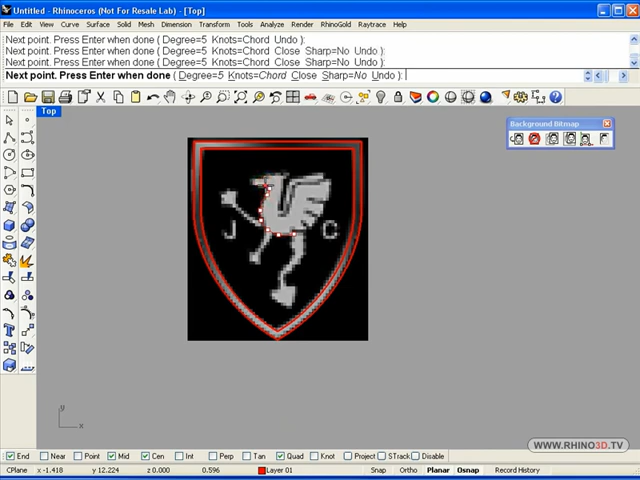 Untitled - Rhinoceros (Not For Resale Lab) - [Top]
File Edit View Curve Surface Solid Mesh Dimension Transform Tools Analyze Render RhinoGold Raytrace Help
Next point. Press Enter when done ( Degree=5 Knots=Chord Undo ):
Next point. Press Enter when done ( Degree=5 Knots=Chord Close Sharp=No Undo ):
Next point. Press Enter when done ( Degree=5 Knots=Chord Close Sharp=No Undo ):
Next point. Press Enter when done ( Degree=5 Knots=Chord Close Sharp=No Undo ):
Top
Background Bitmap
J C
y
x
WWW.RHINO3D.TV
End Near Point Mid Cen Int Perp Tan Quad Knot Project STrack Disable
CPlane x -1.418 y 12.224 z 0.000 0.596 Layer 01 Snap Ortho Planar Osnap Record History